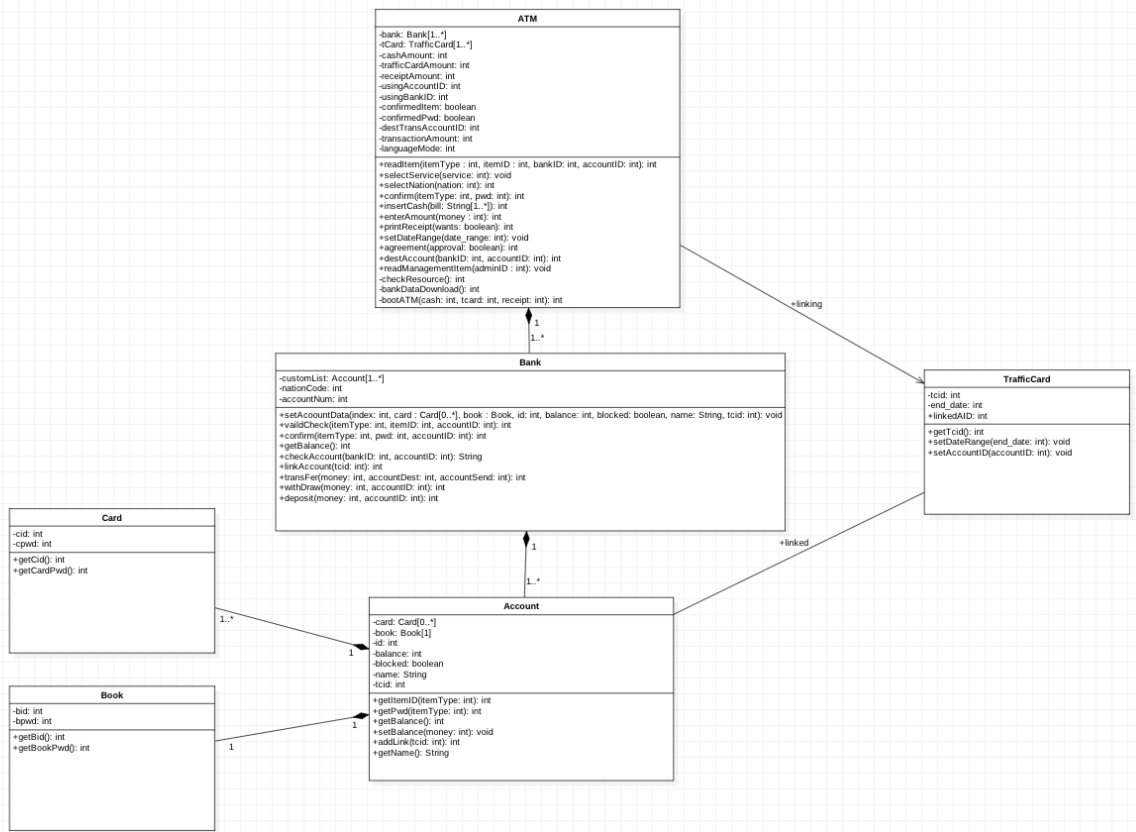 ATM
-bank: Bank[1..*]
-tCard: TrafficCard[1..*]
-cashAmount: int
-trafficCardAmount: int
-receiptAmount: int
-usingAccountID: int
-usingBankID: int
-confirmedItem: boolean
-confirmedPwd: boolean
-destTransAccountID: int
-transactionAmount: int
-languageMode: int
+readItem(itemType : int, itemID : int, bankID: int, accountID: int): int
+selectService(service: int): void
+selectNation(nation: int): int
+confirm(itemType: int, pwd: int): int
+insertCash(bill: String[1..*]): int
+enterAmount(money : int): int
+printReceipt(wants: boolean): int
+setDateRange(date_range: int): void
+agreement(approval: boolean): int
+destAccount(bankID: int, accountID: int): int
+readManagementItem(adminID : int): void
-checkResource(): int
-bankDataDownload(): int
-bootATM(cash: int, tcard: int, receipt: int): int
+linking
1
1..*
Bank
-customList: Account[1..*]
-nationCode: int
-accountNum: int
+setAcoountData(index: int, card : Card[0..*], book : Book, id: int, balance: int, blocked: boolean, name: String, tcid: int): void
+vaildCheck(itemType: int, itemID: int, accountID: int): int
+confirm(itemType: int, pwd: int, accountID: int): int
+getBalance(): int
+checkAccount(bankID: int, accountID: int): String
+linkAccount(tcid: int): int
+transFer(money: int, accountDest: int, accountSend: int): int
+withDraw(money: int, accountID: int): int
+deposit(money: int, accountID: int): int
TrafficCard
-tcid: int
-end_date: int
+linkedAID: int
+getTcid(): int
+setDateRange(end_date: int): void
+setAccountID(accountID: int): void
+linked
1
1..*
Card
-cid: int
-cpwd: int
+getCid(): int
+getCardPwd(): int
1..*
1
Account
-card: Card[0..*]
-book: Book[1]
-id: int
-balance: int
-blocked: boolean
-name: String
-tcid: int
+getItemID(itemType: int): int
+getPwd(itemType: int): int
+getBalance(): int
+setBalance(money: int): void
+addLink(tcid: int): int
+getName(): String
Book
-bid: int
-bpwd: int
+getBid(): int
+getBookPwd(): int
1
1